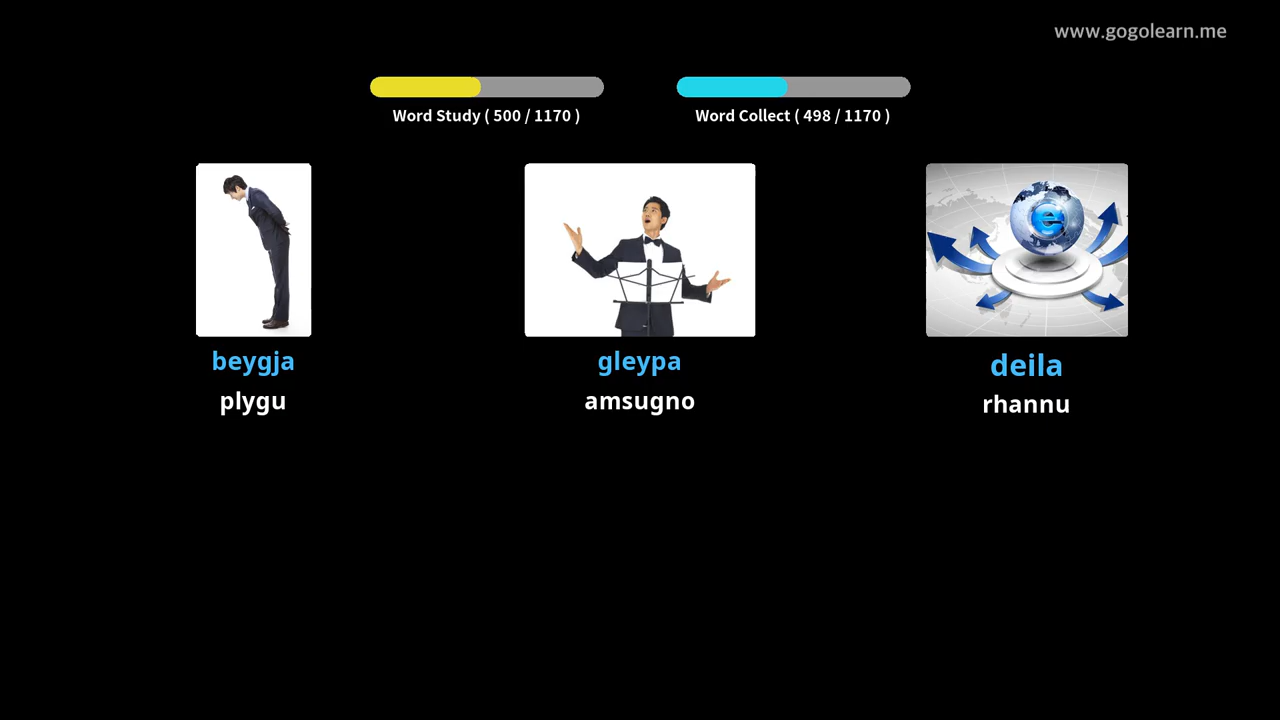 www.gogolearn.me
Word Study ( 500 / 1170 )
Word Collect ( 498 / 1170 )
beygja
plygu
gleypa
amsugno
e
deila
rhannu